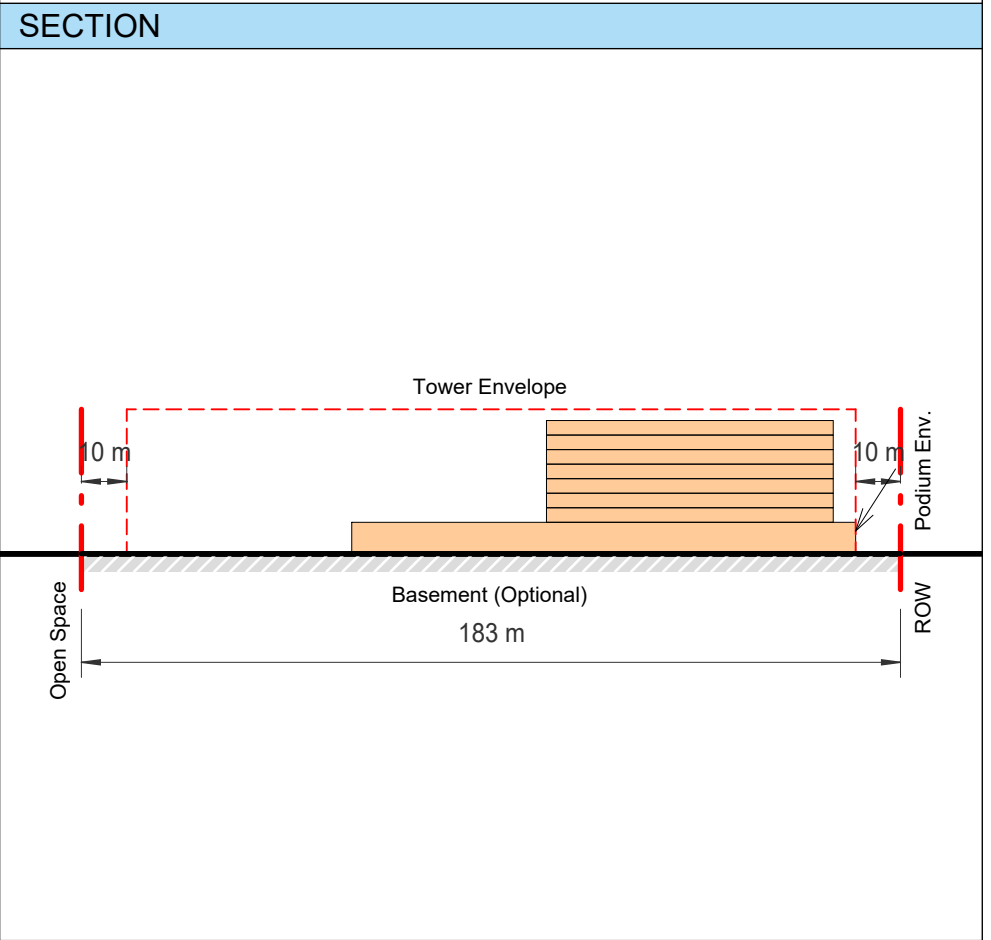 SECTION
Tower Envelope
10 m
10 m
Podium Env.
Basement (Optional)
183 m
Open Space
ROW